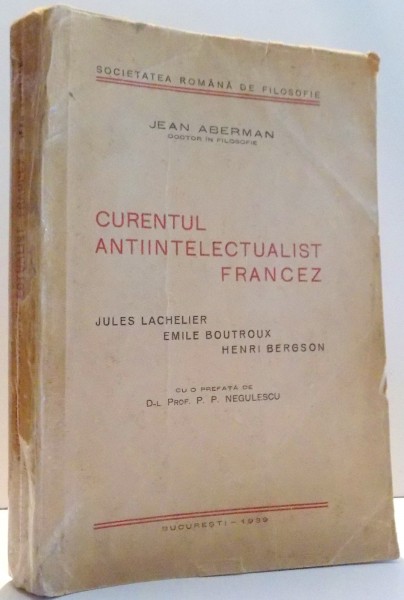 SOCIETATEA ROMÂNĂ DE FILOSOFIE
JEAN ABERMAN
DOCTOR ÎN FILOSOFIE
CURENTUL
ANTIINTELECTUALIST
FRANCEZ
JULES LACHELIER
EMILE BOUTROUX
HENRI BERGSON
CU O PREFAȚĂ DE
D-L PROF. P. P. NEGULESCU
BUCUREȘTI – 1939